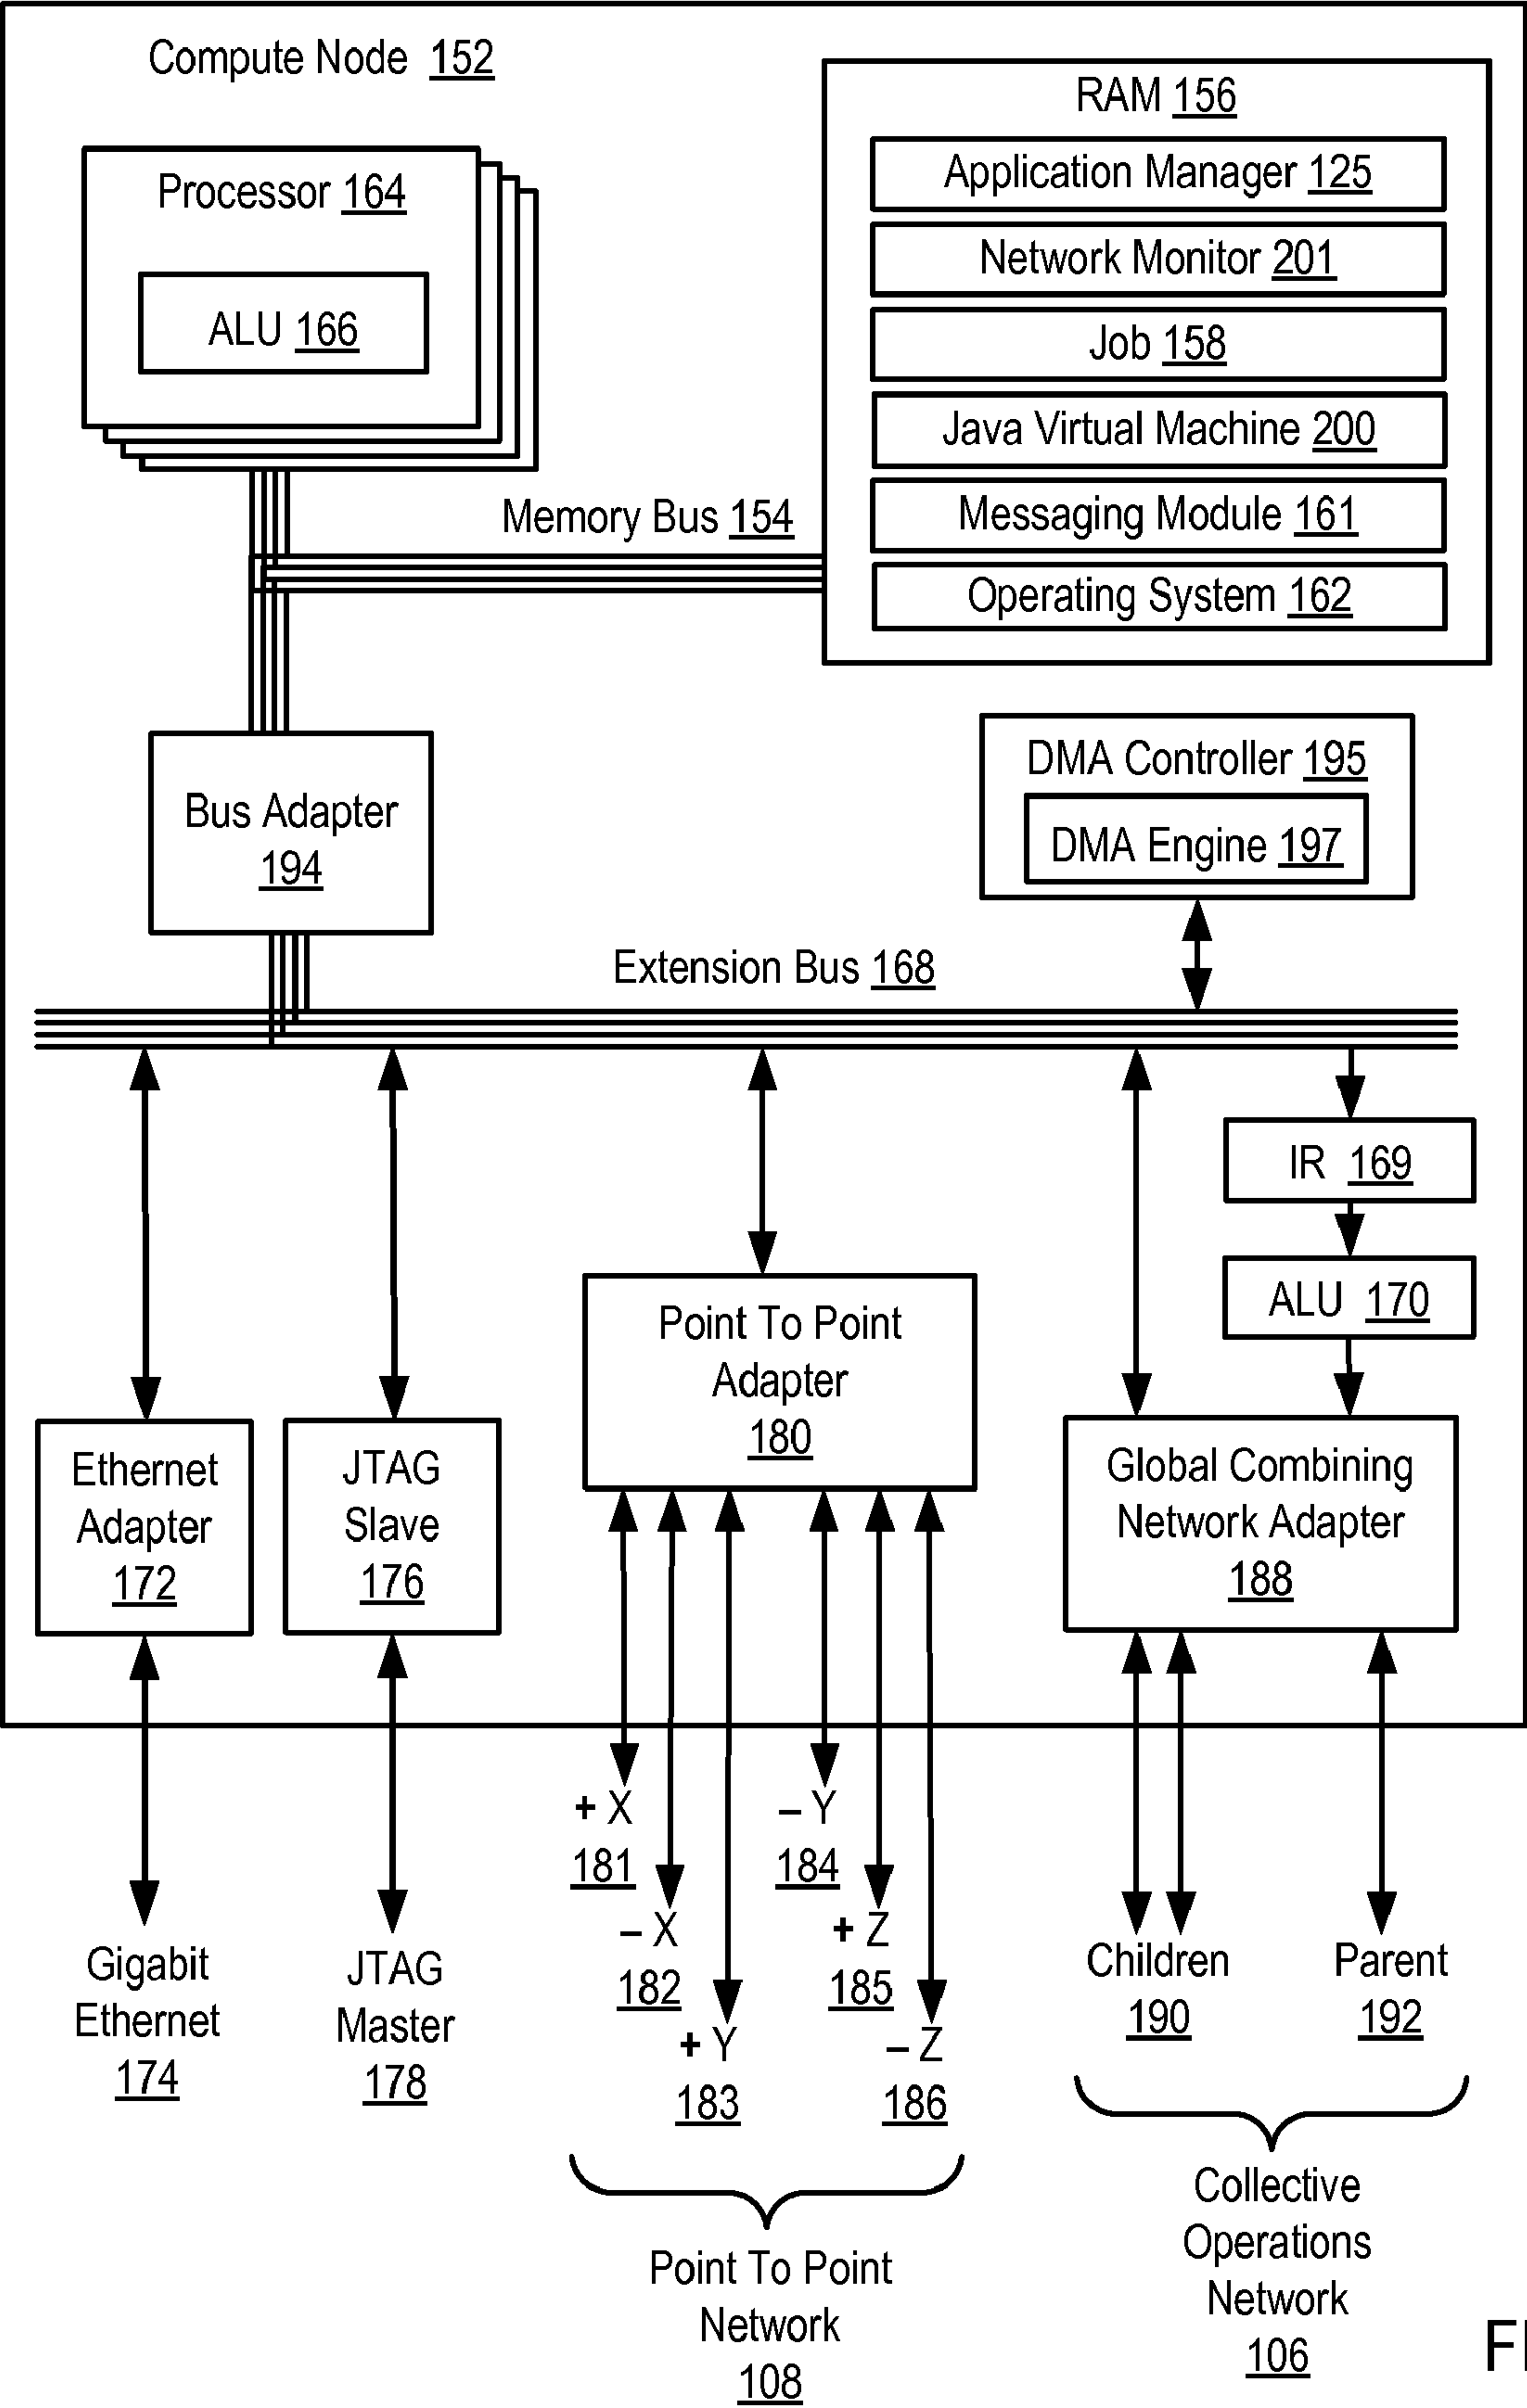 Compute Node 152
RAM 156
Application Manager 125
Network Monitor 201
Job 158
Java Virtual Machine 200
Messaging Module 161
Operating System 162
Processor 164
ALU 166
Memory Bus 154
Bus Adapter
194
DMA Controller 195
DMA Engine 197
Extension Bus 168
IR 169
ALU 170
Point To Point
Adapter
180
Ethernet
Adapter
172
JTAG
Slave
176
Global Combining
Network Adapter
188
+ X
181
– X
182
+ Y
183
– Y
184
+ Z
185
– Z
186
Gigabit
Ethernet
174
JTAG
Master
178
Children
190
Parent
192
Point To Point
Network
108
Collective
Operations
Network
106